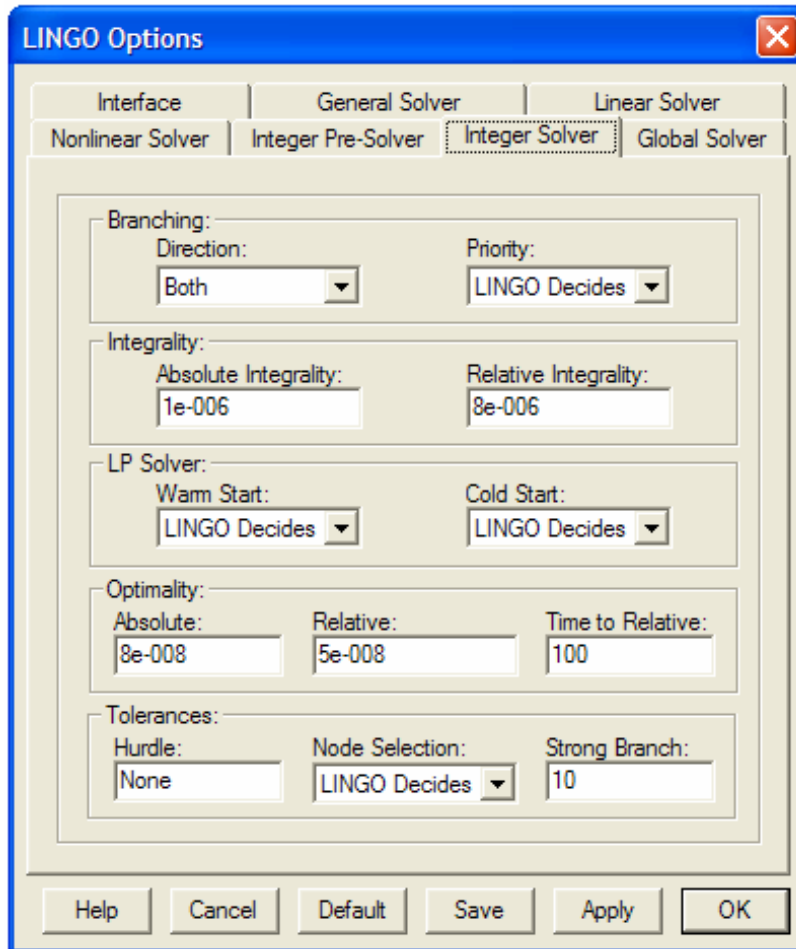 LINGO Options
Interface General Solver Linear Solver
Nonlinear Solver Integer Pre-Solver Integer Solver Global Solver
Branching:
Direction: Priority:
Both LINGO Decides
Integrality:
Absolute Integrality: Relative Integrality:
1e-006 8e-006
LP Solver:
Warm Start: Cold Start:
LINGO Decides LINGO Decides
Optimality:
Absolute: Relative: Time to Relative:
8e-008 5e-008 100
Tolerances:
Hurdle: Node Selection: Strong Branch:
None LINGO Decides 10
Help Cancel Default Save Apply OK